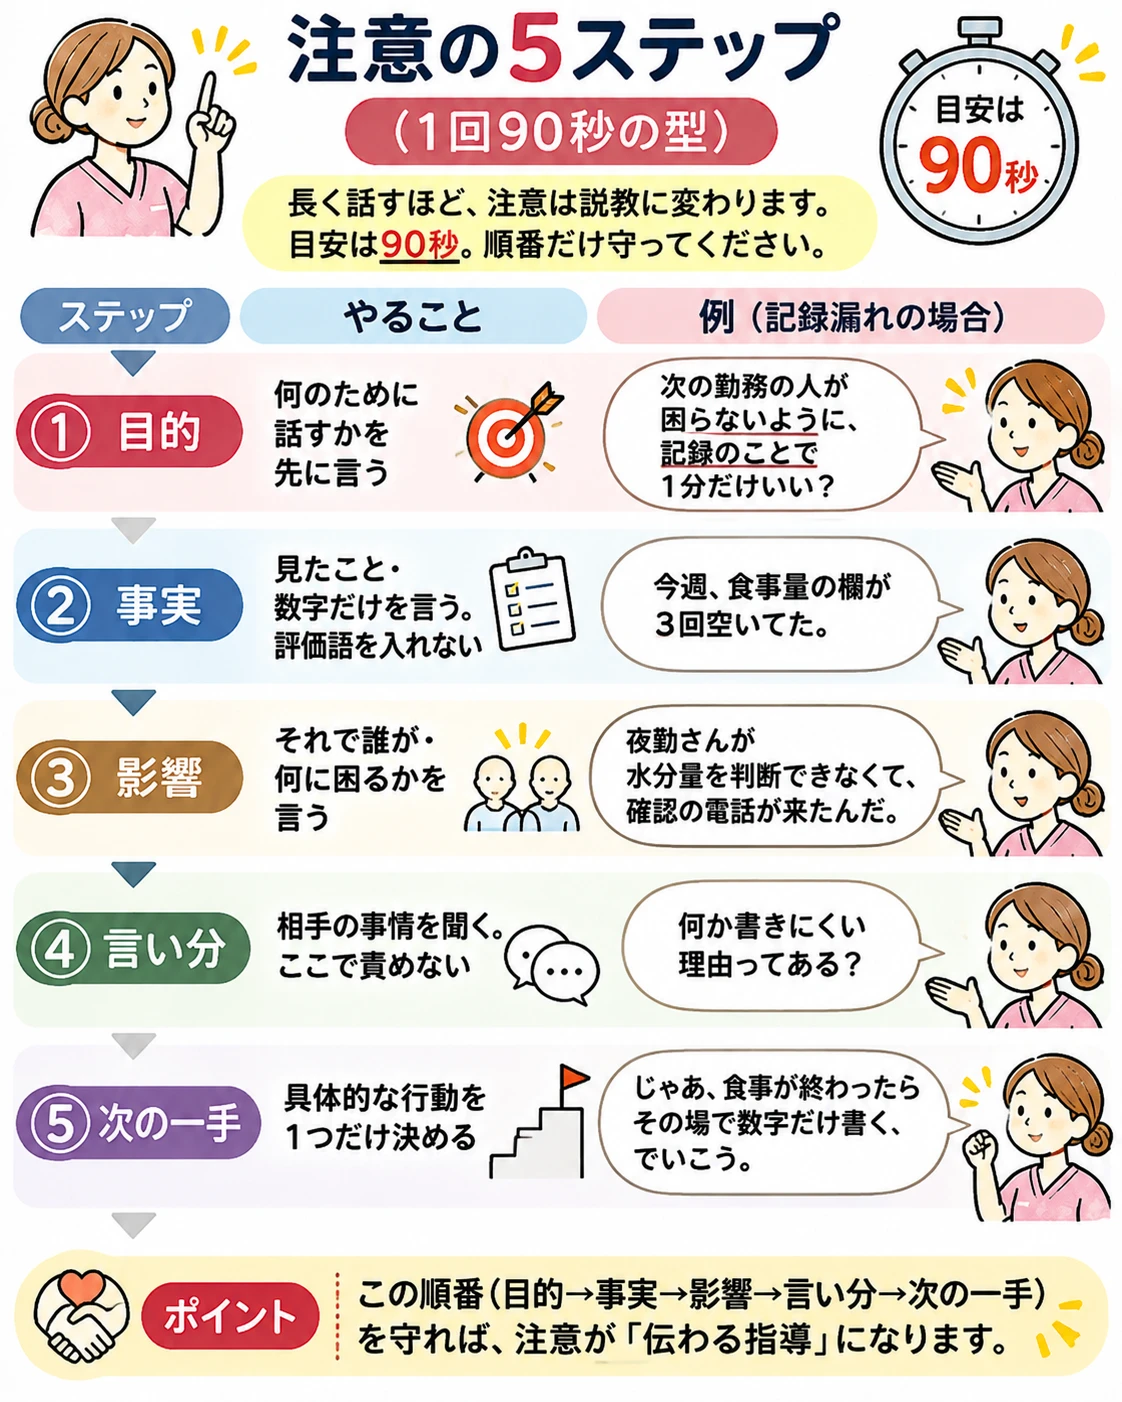 注意の5ステップ
（1回90秒の型）
目安は
90秒
長く話すほど、注意は説教に変わります。
目安は90秒。順番だけ守ってください。
ステップ
やること
例（記録漏れの場合）
① 目的
何のために
話すかを
先に言う
次の勤務の人が
困らないように、
記録のことで
1分だけいい？
② 事実
見たこと・
数字だけを言う。
評価語を入れない
今週、食事量の欄が
3回空いてた。
③ 影響
それで誰が・
何に困るかを
言う
夜勤さんが
水分量を判断できなくて、
確認の電話が来たんだ。
④ 言い分
相手の事情を聞く。
ここで責めない
何か書きにくい
理由ってある？
⑤ 次の一手
具体的な行動を
1つだけ決める
じゃあ、食事が終わったら
その場で数字だけ書く、
でいこう。
ポイント
この順番（目的→事実→影響→言い分→次の一手）
を守れば、注意が「伝わる指導」になります。